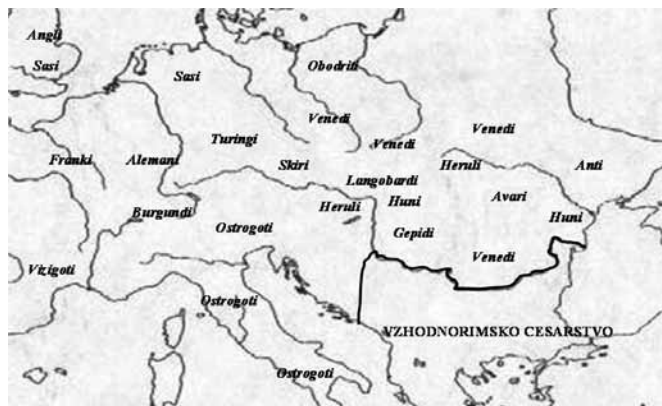 Angli
Sasi
Sasi
Obodriti
Venedi
Venedi
Venedi
Turingi
Franki
Alemani
Skiri
Heruli
Anti
Langobardi
Burgundi
Heruli
Huni
Avari
Huni
Ostrogoti
Gepidi
Venedi
Vizigoti
Ostrogoti
VZHODNORIMSKO CESARSTVO
Ostrogoti